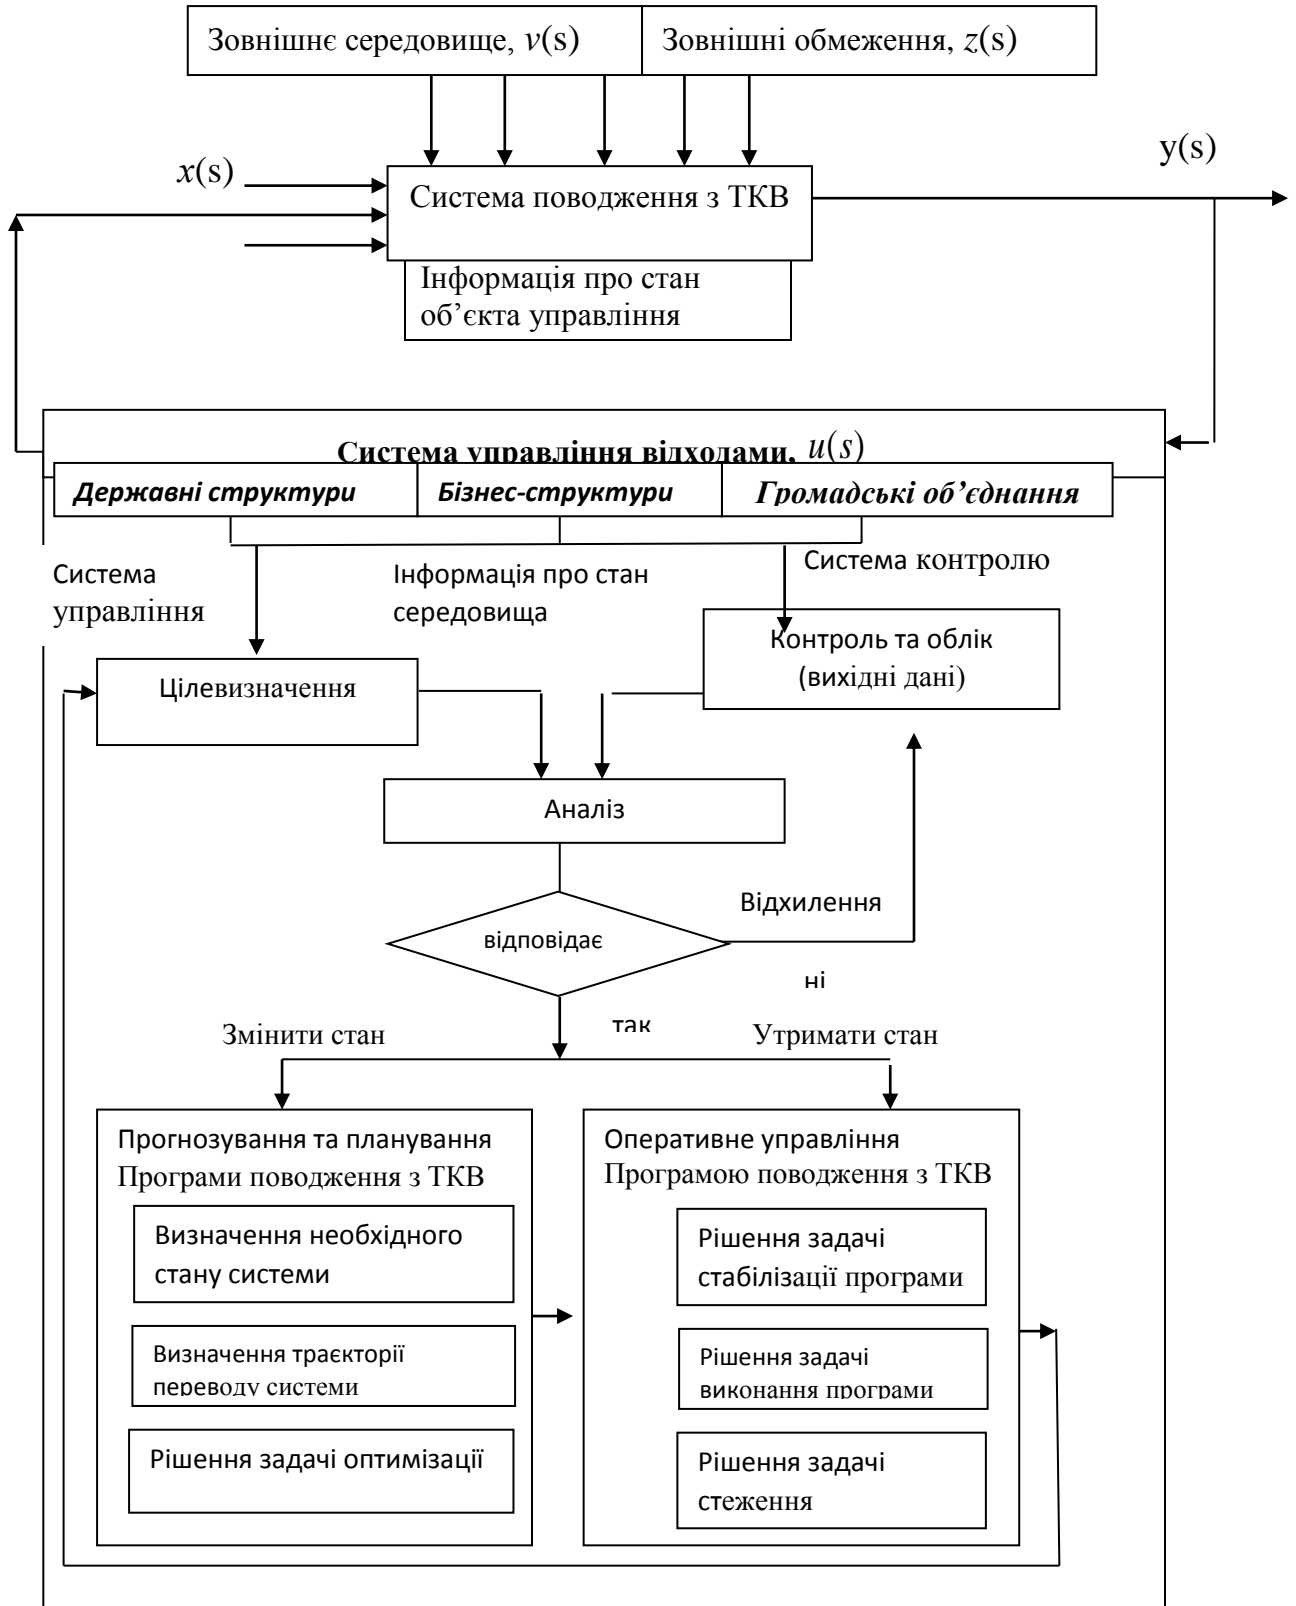 Зовнішнє середовище, v(s)
Зовнішні обмеження, z(s)
x(s)
y(s)
Система поводження з ТКВ
Інформація про стан
об’єкта управління
Система управління відходами, u(s)
Державні структури
Бізнес-структури
Громадські об’єднання
Система
управління
Інформація про стан
середовища
Система контролю
Контроль та облік
(вихідні дані)
Цілевизначення
Аналіз
Відхилення
відповідає
ні
так
Змінити стан
Утримати стан
Прогнозування та планування
Програми поводження з ТКВ
Визначення необхідного
стану системи
Визначення траєкторії
переводу системи
Рішення задачі оптимізації
Оперативне управління
Програмою поводження з ТКВ
Рішення задачі
стабілізації програми
Рішення задачі
виконання програми
Рішення задачі
стеження